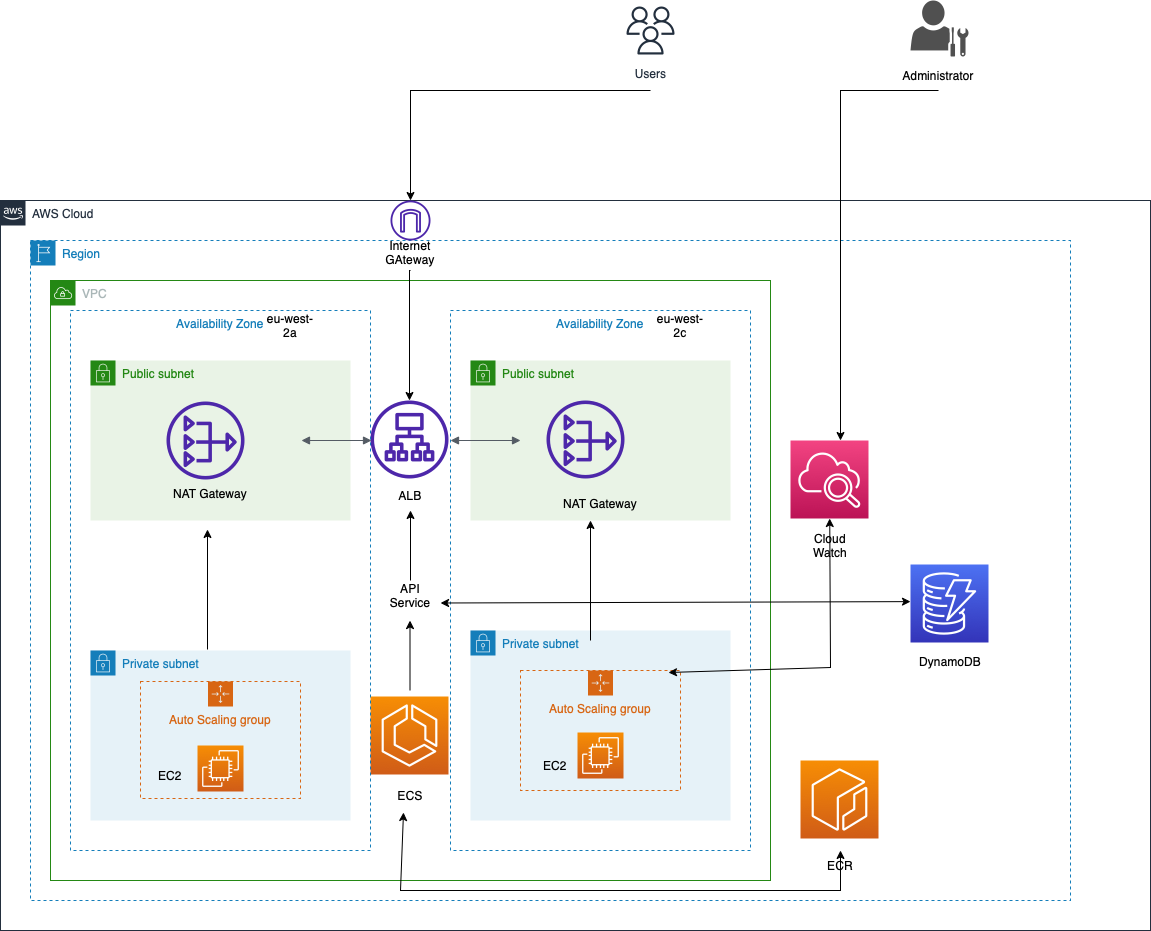 Users
Administrator
aws
AWS Cloud
Internet
GAteway
Region
VPC
Availability Zone
eu-west-
2a
Availability Zone
eu-west-
2c
Public subnet
Public subnet
NAT Gateway
ALB
NAT Gateway
Cloud
Watch
API
Service
Private subnet
DynamoDB
Private subnet
Auto Scaling group
Auto Scaling group
EC2
EC2
ECS
ECR